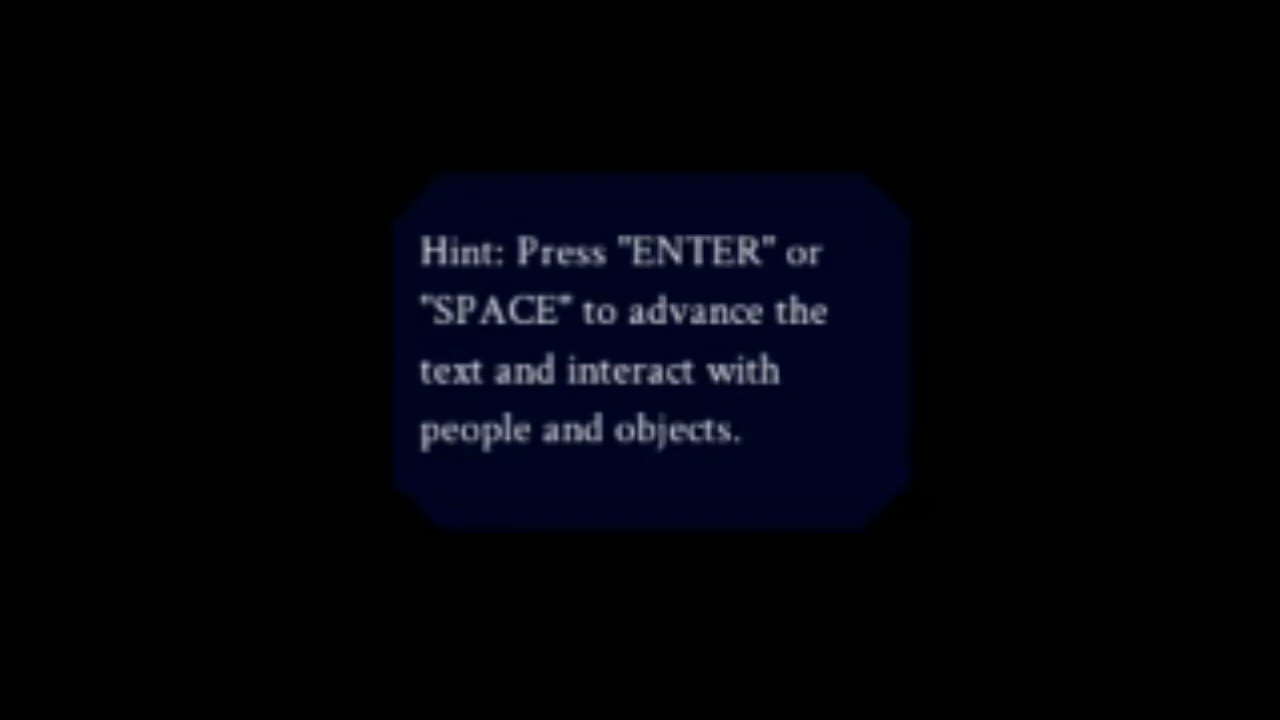 Hint: Press "ENTER" or
"SPACE" to advance the
text and interact with
people and objects.